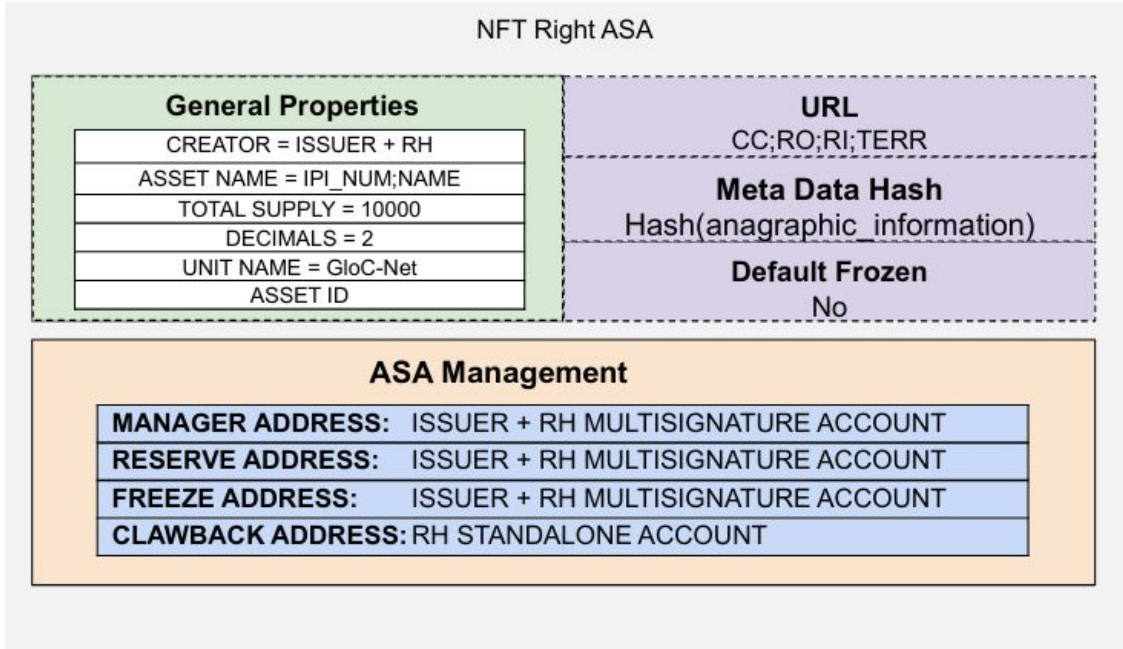 NFT Right ASA
General Properties
CREATOR = ISSUER + RH
ASSET NAME = IPI_NUM;NAME
TOTAL SUPPLY = 10000
DECIMALS = 2
UNIT NAME = GloC-Net
ASSET ID
URL
CC;RO;RI;TERR
Meta Data Hash
Hash(anagraphic_information)
Default Frozen
No
ASA Management
MANAGER ADDRESS: ISSUER + RH MULTISIGNATURE ACCOUNT
RESERVE ADDRESS: ISSUER + RH MULTISIGNATURE ACCOUNT
FREEZE ADDRESS: ISSUER + RH MULTISIGNATURE ACCOUNT
CLAWBACK ADDRESS: RH STANDALONE ACCOUNT